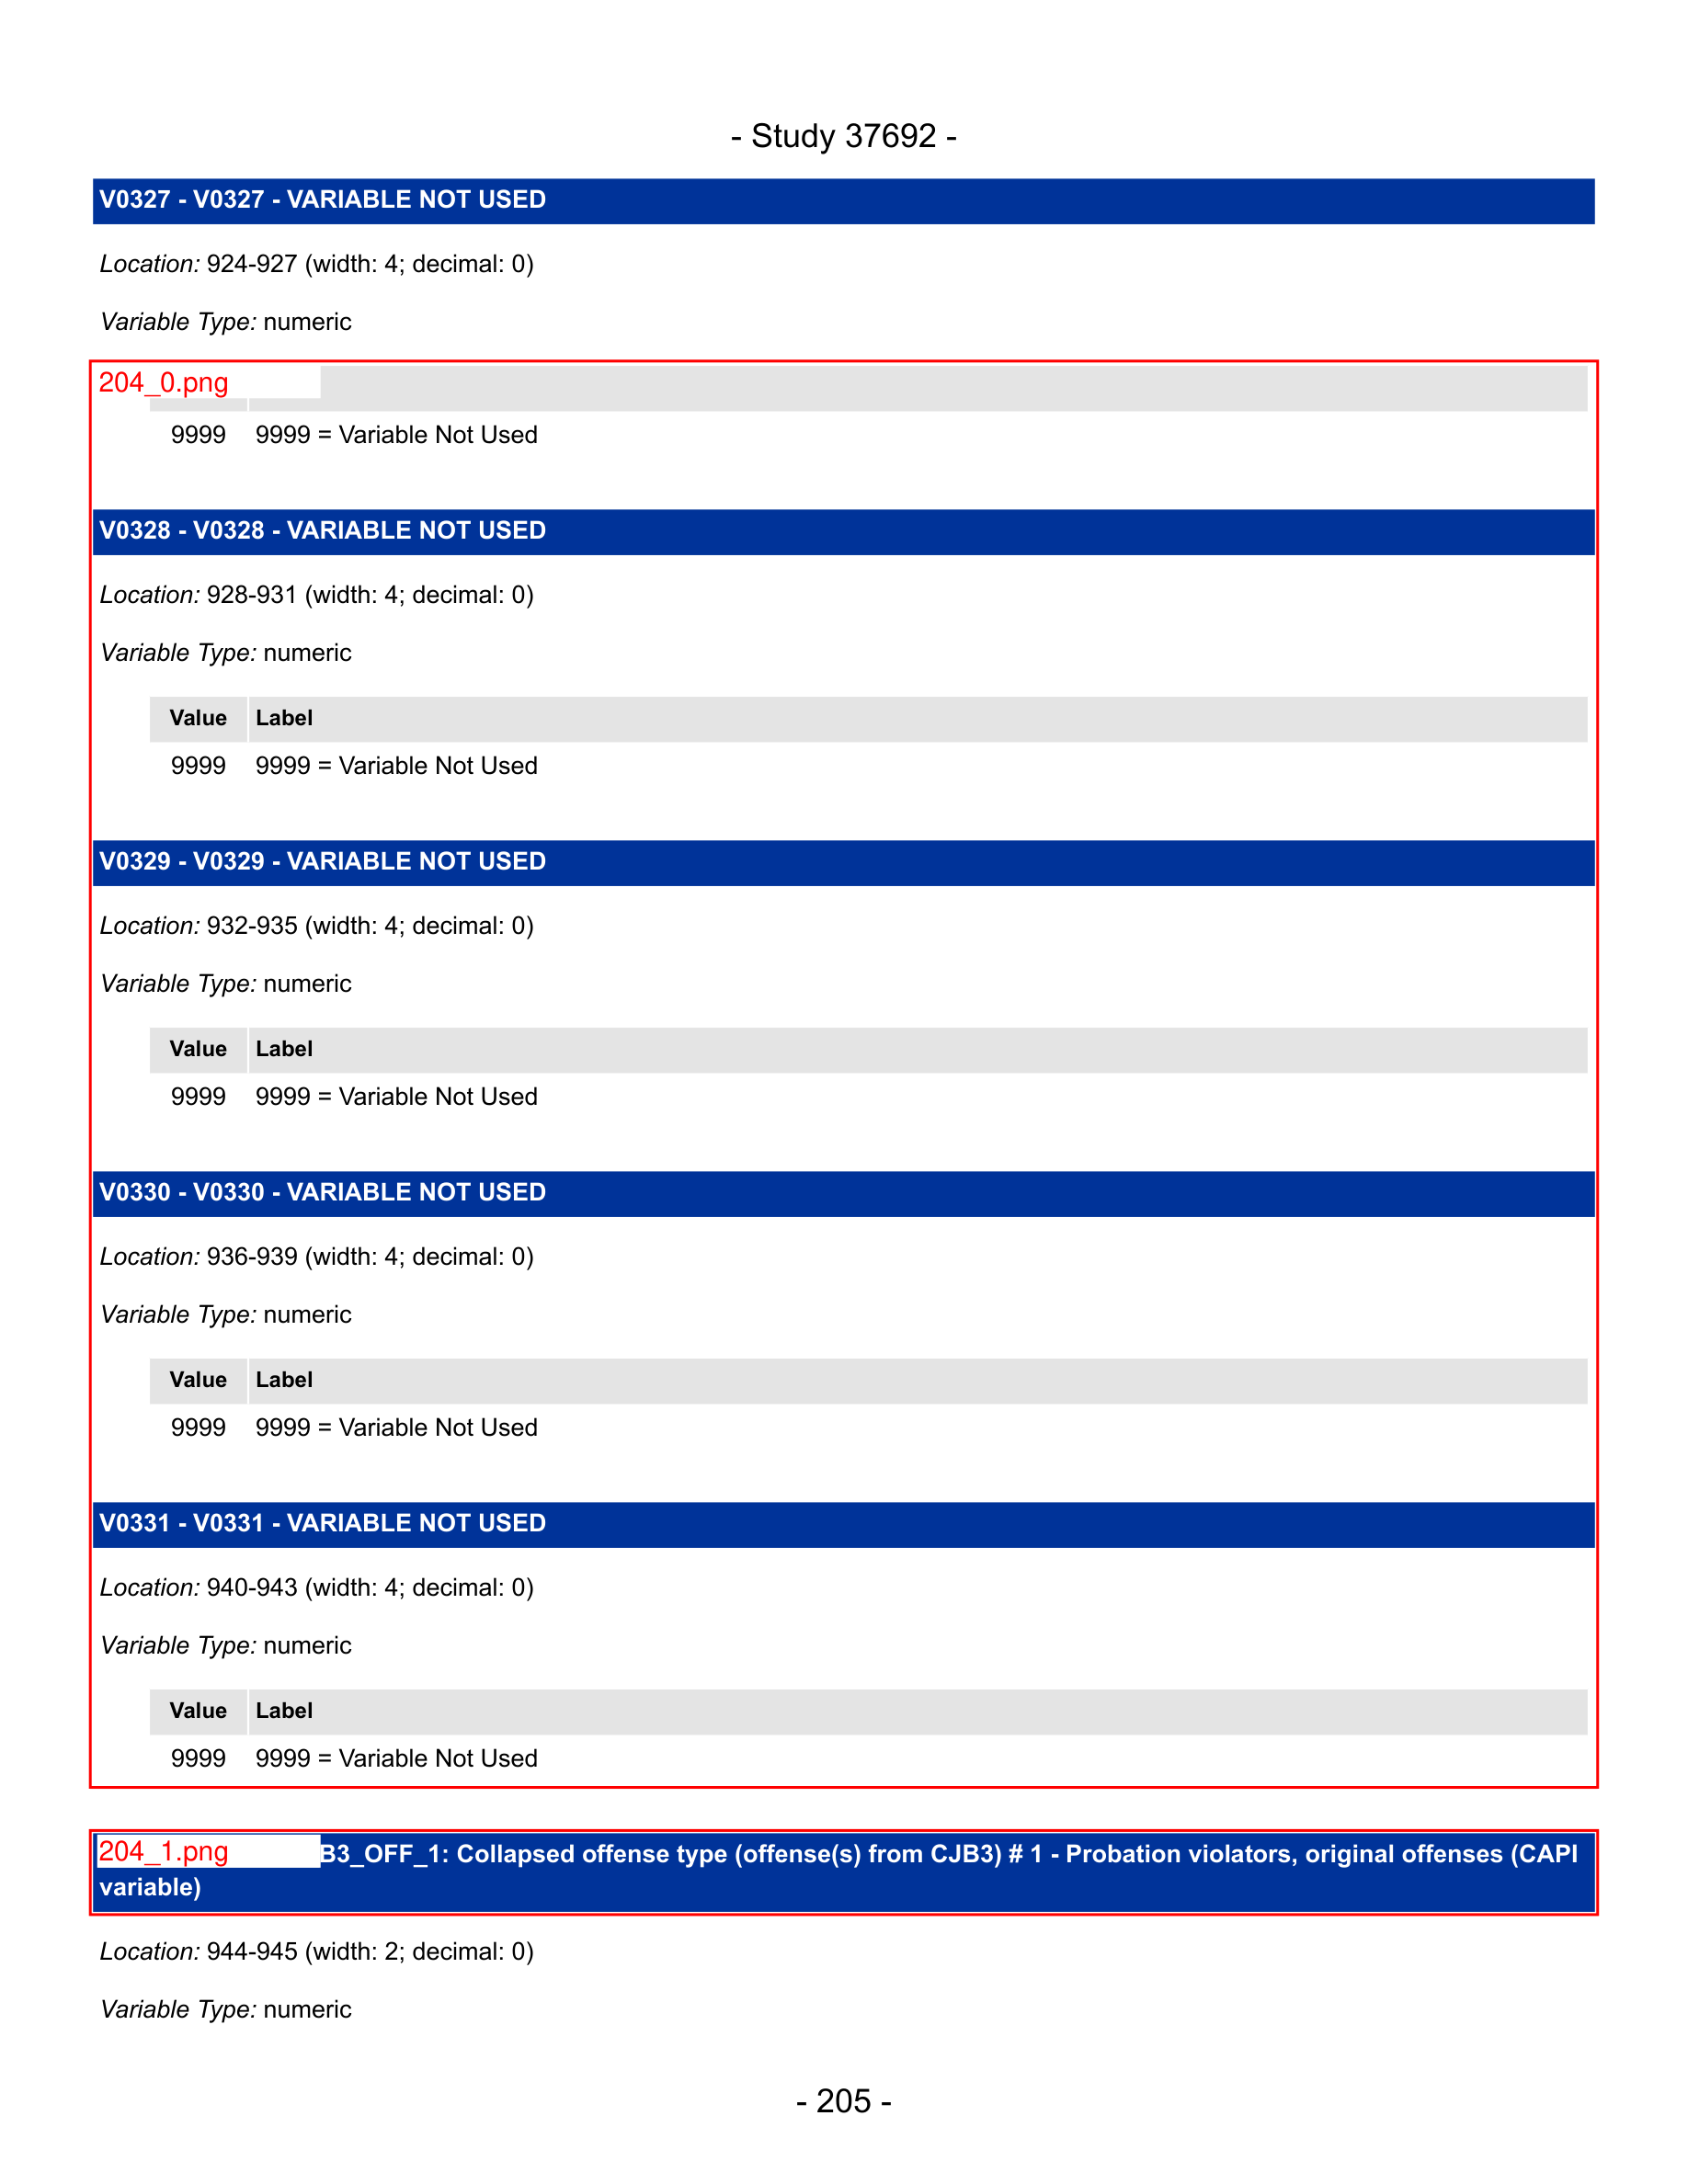 - Study 37692 -
V0327 - V0327 - VARIABLE NOT USED
Location: 924-927 (width: 4; decimal: 0)
Variable Type: numeric
204_0.png
9999 9999 = Variable Not Used
V0328 - V0328 - VARIABLE NOT USED
Location: 928-931 (width: 4; decimal: 0)
Variable Type: numeric
Value Label
9999 9999 = Variable Not Used
V0329 - V0329 - VARIABLE NOT USED
Location: 932-935 (width: 4; decimal: 0)
Variable Type: numeric
Value Label
9999 9999 = Variable Not Used
V0330 - V0330 - VARIABLE NOT USED
Location: 936-939 (width: 4; decimal: 0)
Variable Type: numeric
Value Label
9999 9999 = Variable Not Used
V0331 - V0331 - VARIABLE NOT USED
Location: 940-943 (width: 4; decimal: 0)
Variable Type: numeric
Value Label
9999 9999 = Variable Not Used
204_1.png B3_OFF_1: Collapsed offense type (offense(s) from CJB3) # 1 - Probation violators, original offenses (CAPI
variable)
Location: 944-945 (width: 2; decimal: 0)
Variable Type: numeric
- 205 -